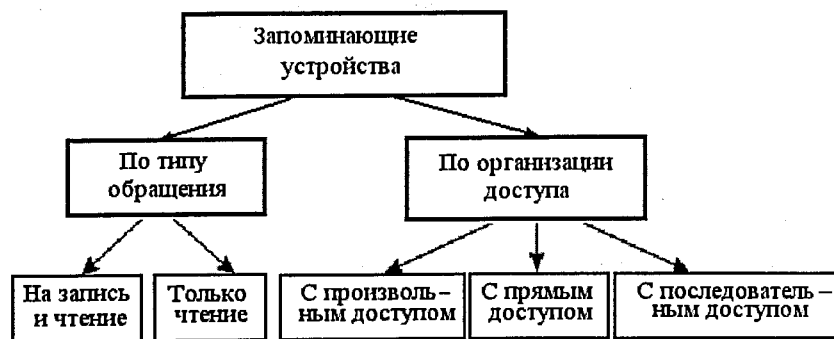 Запоминающие
устройства
По типу
обращения
По организации
доступа
На запись
и чтение
Только
чтение
С произволь –
ным доступом
С прямым
доступом
С последователь –
ным доступом